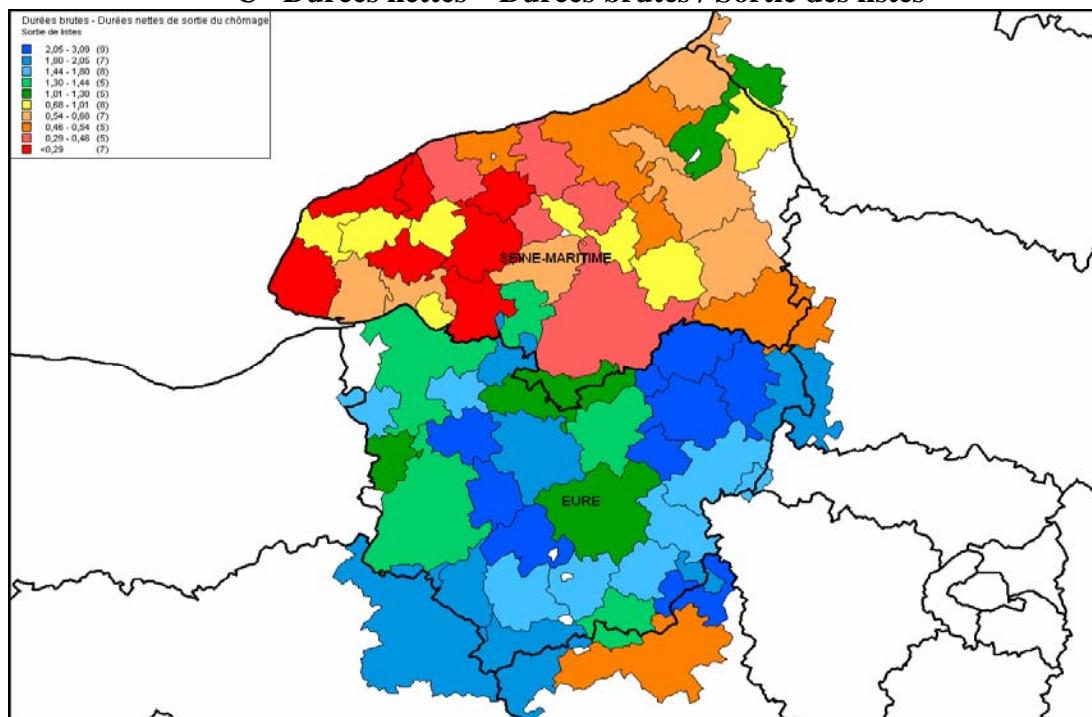 C - Durées nettes – Durées brutes / Sortie des listes
Durées brutes - Durées nettes de sortie du chômage
Sortie de listes
2,05 - 3,09 (9)
1,80 - 2,05 (7)
1,44 - 1,80 (8)
1,30 - 1,44 (5)
1,01 - 1,30 (5)
0,68 - 1,01 (8)
0,54 - 0,68 (7)
0,46 - 0,54 (5)
0,29 - 0,46 (5)
<0,29 (7)
SEINE-MARITIME
EURE